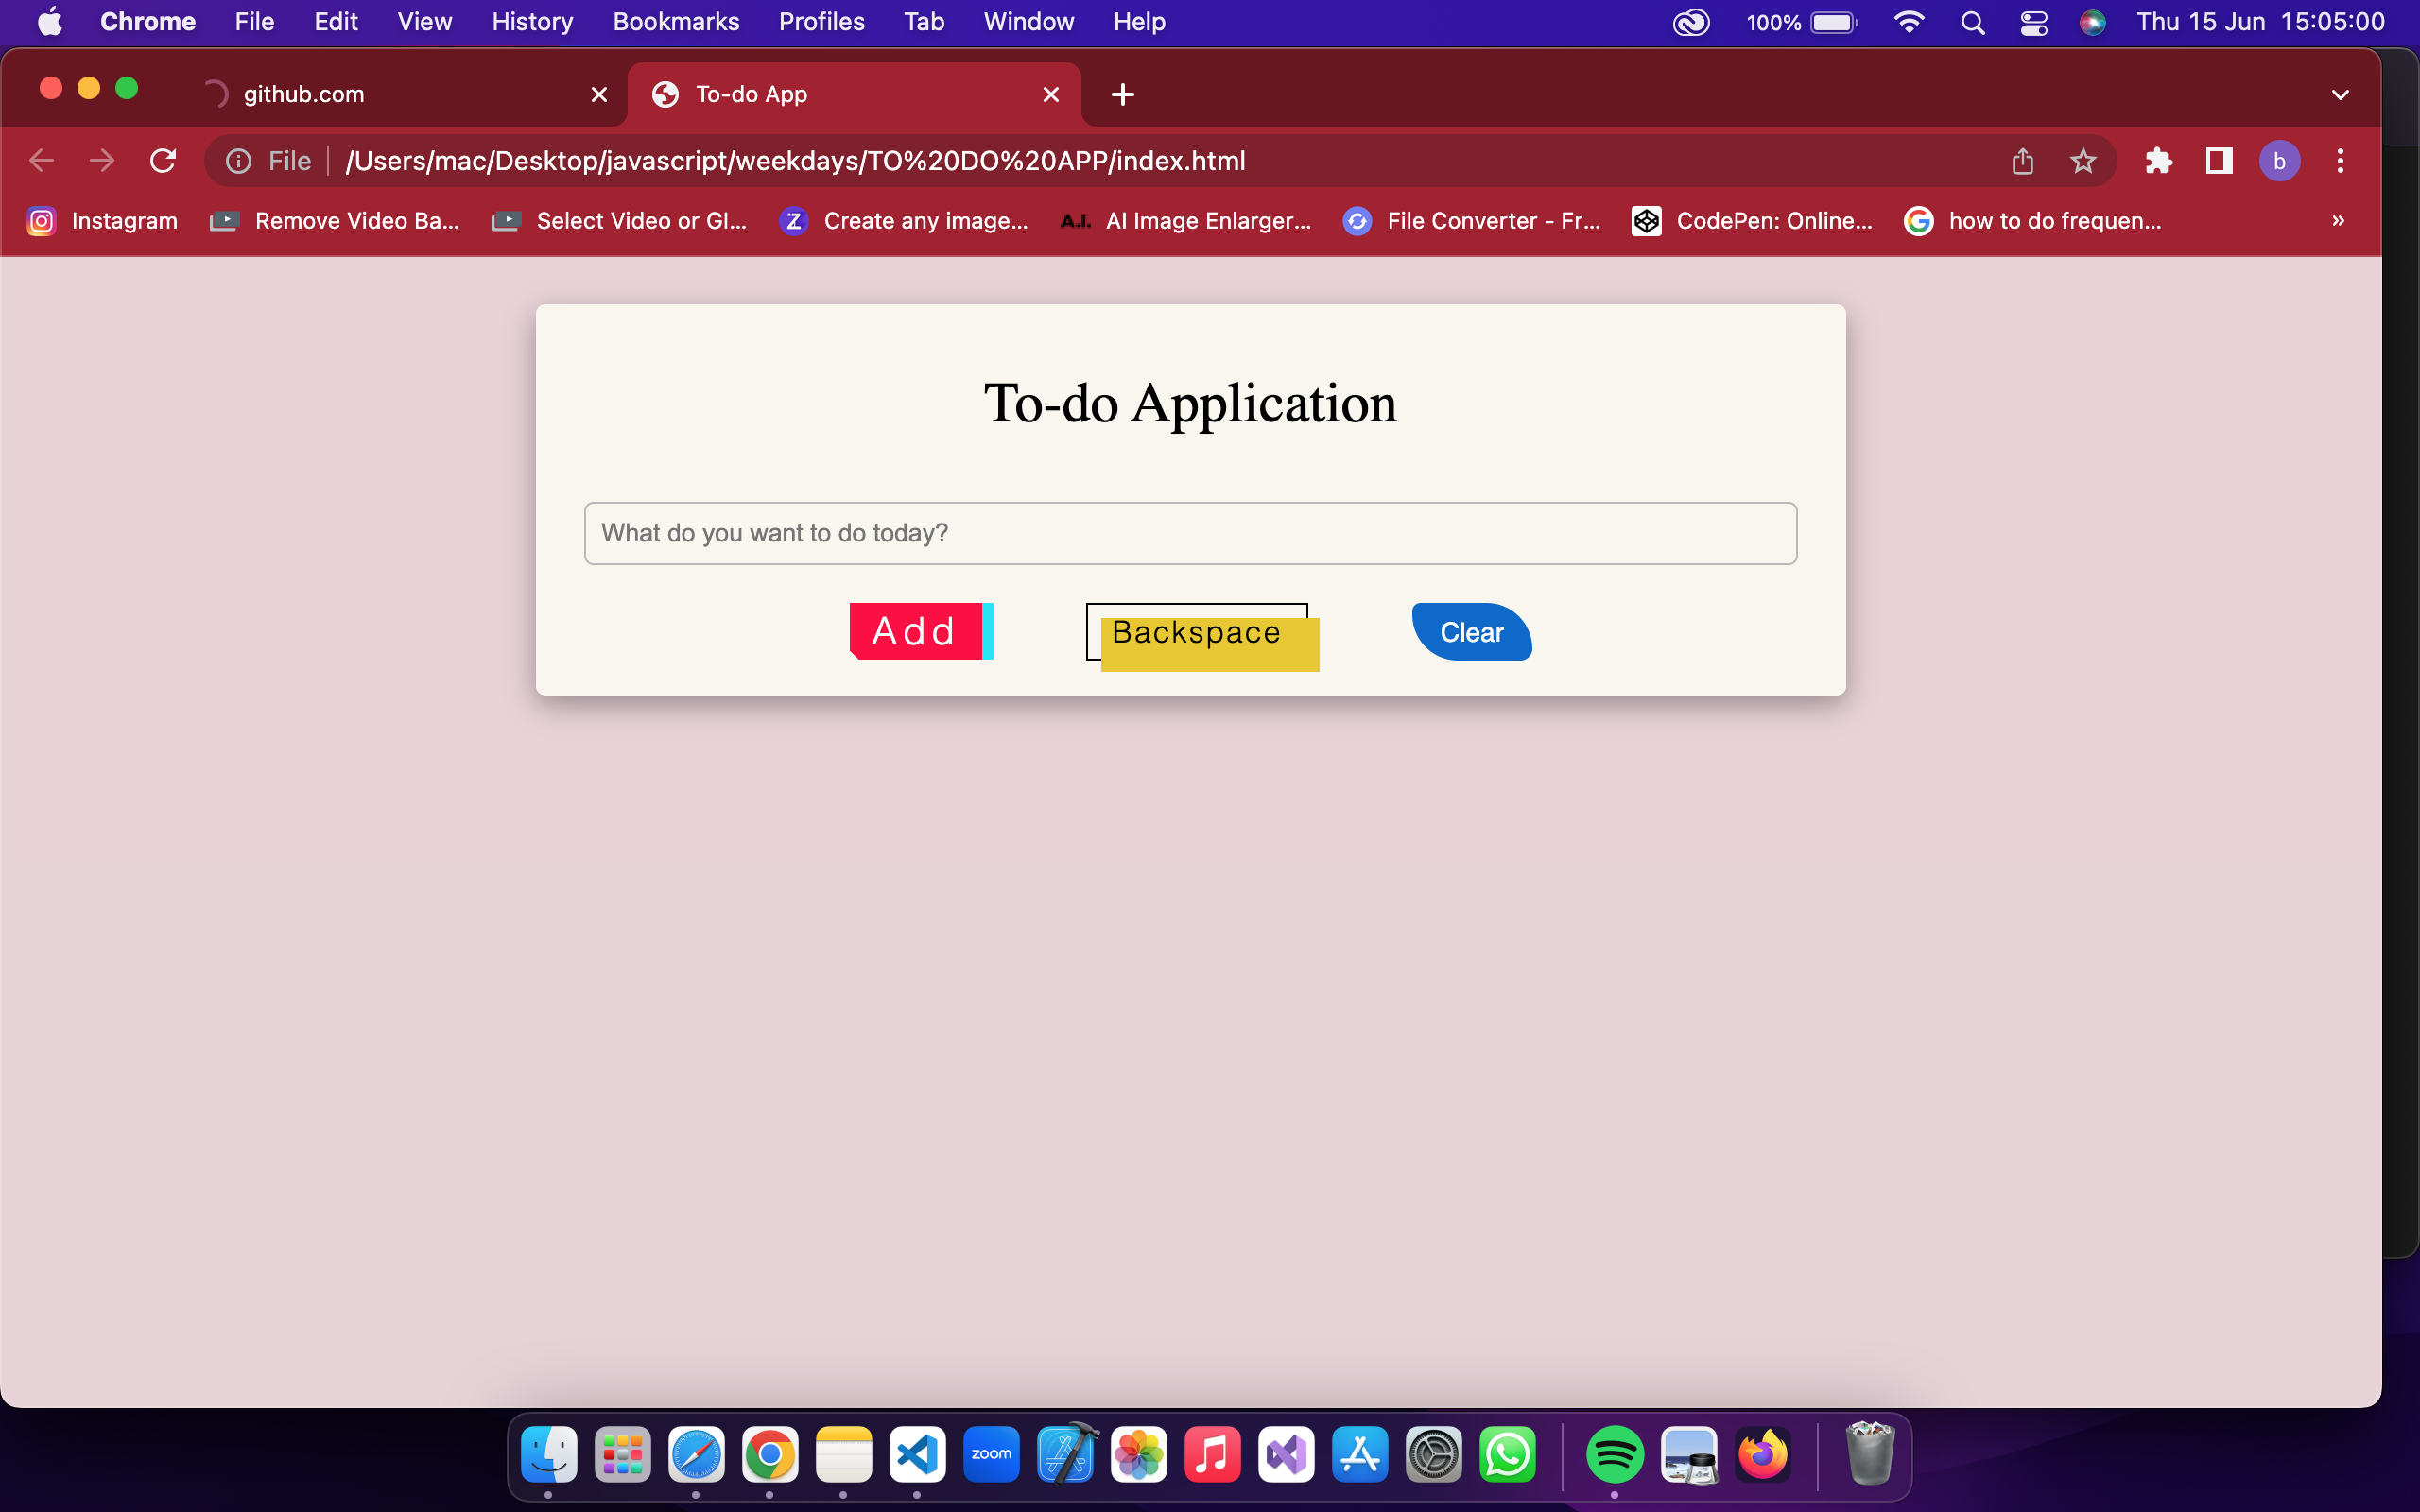 Chrome File Edit View History Bookmarks Profiles Tab Window Help 100% Thu 15 Jun 15:05:00
github.com To-do App
File /Users/mac/Desktop/javascript/weekdays/TO%20DO%20APP/index.html b
Instagram Remove Video Ba... Select Video or GI... Z Create any image... A.I. AI Image Enlarger... File Converter - Fr... CodePen: Online... G how to do frequen... »
To-do Application
What do you want to do today?
Add Backspace Clear
zoom